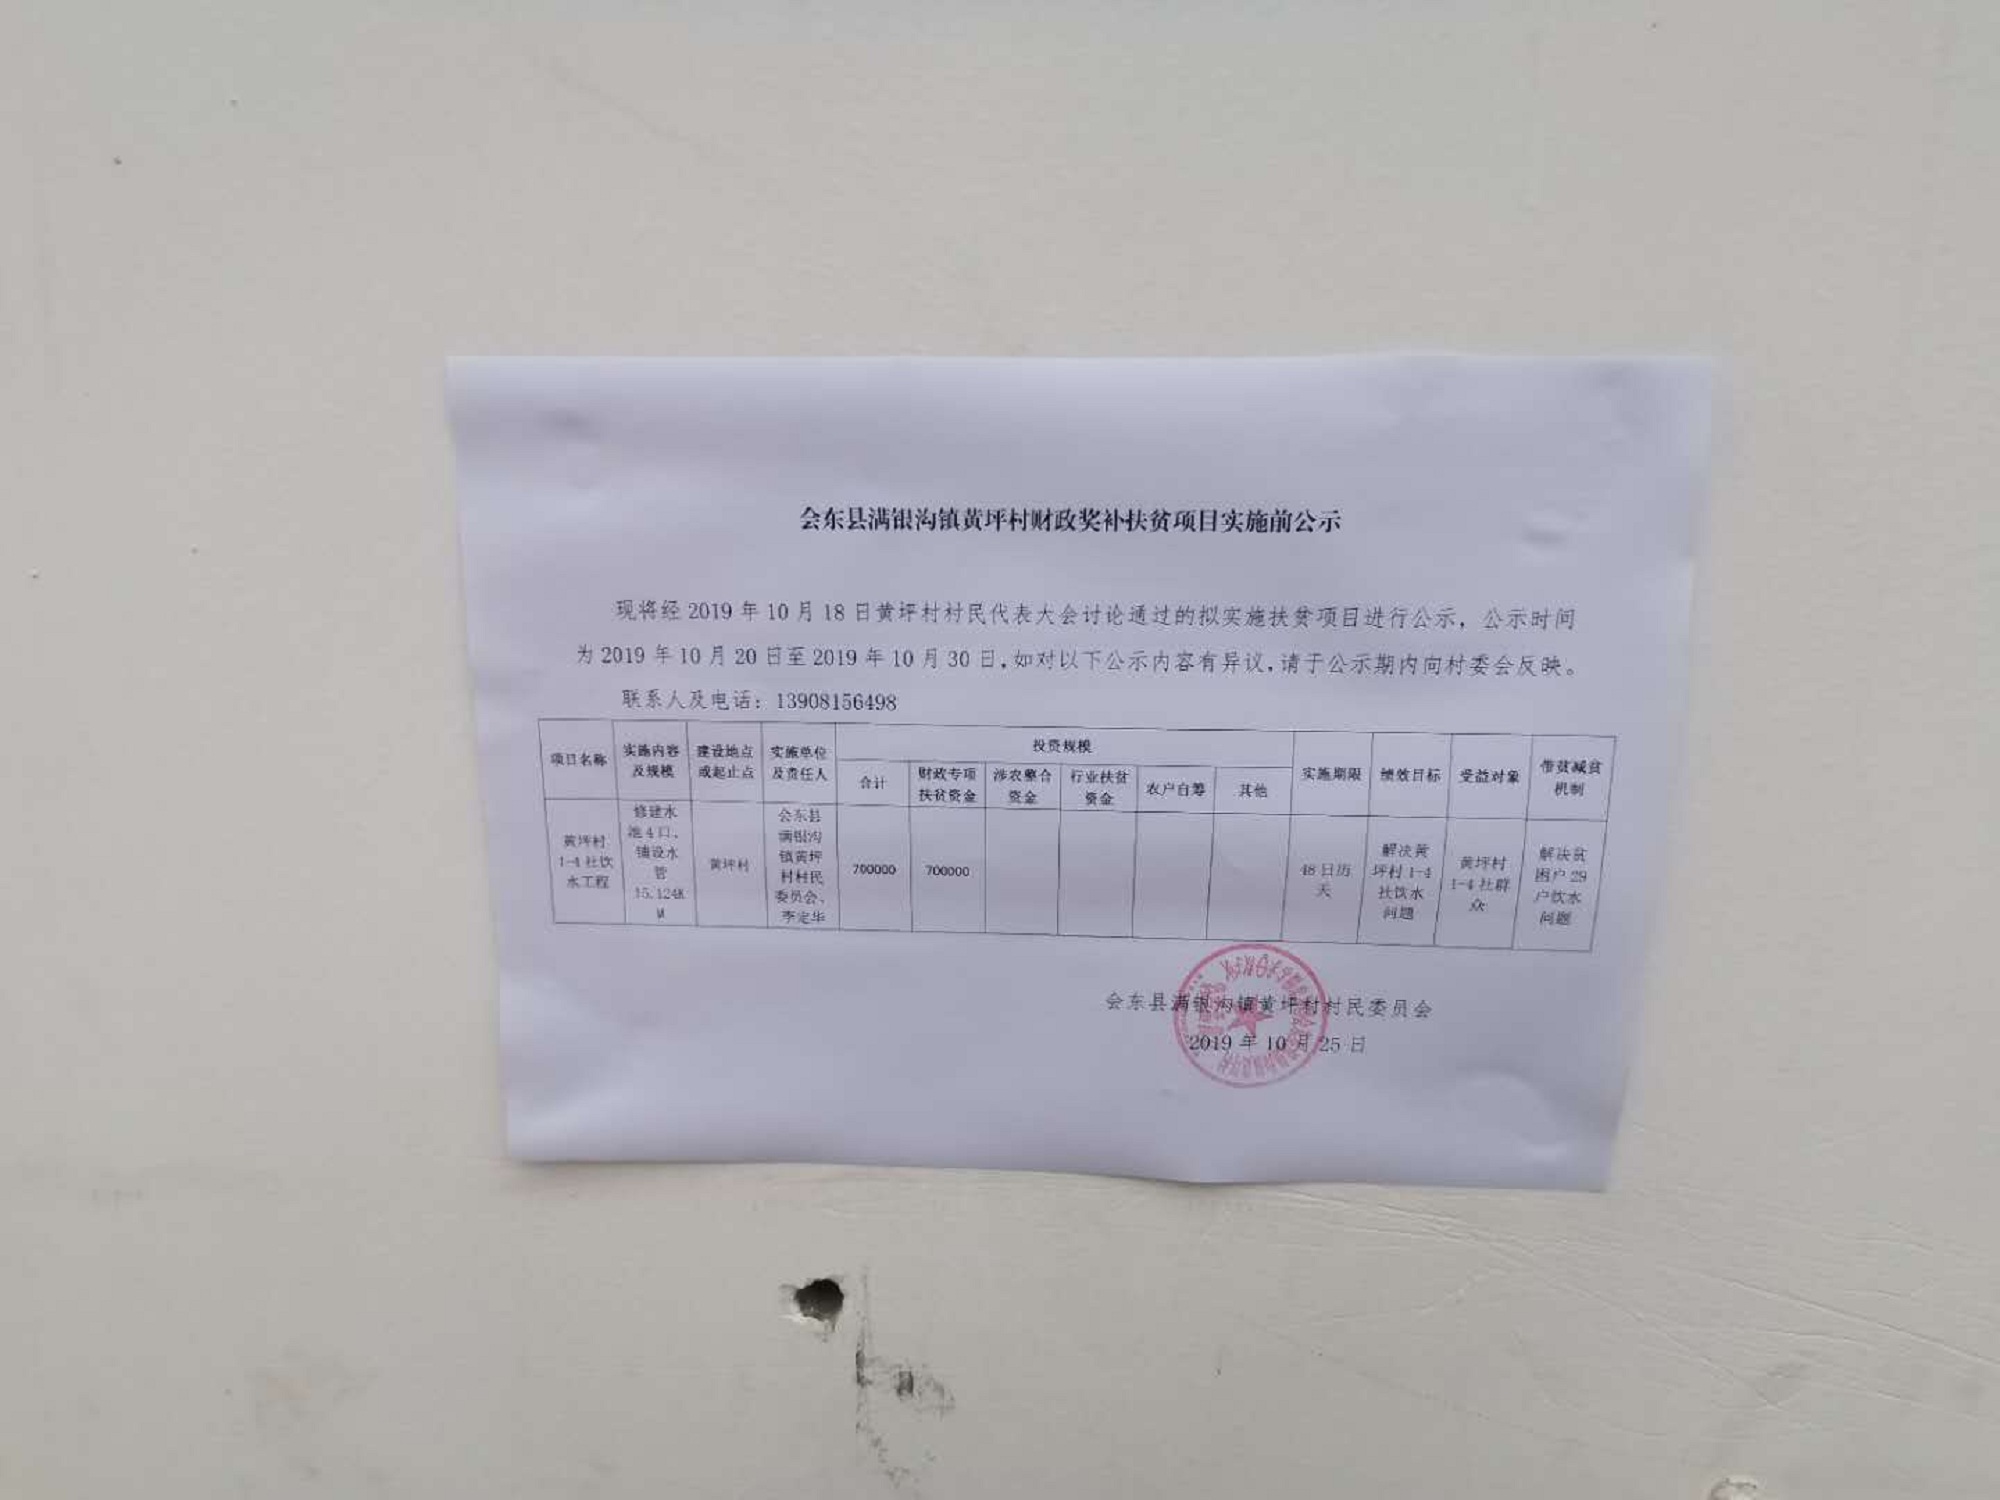 会东县满银沟镇黄坪村财政奖补扶贫项目实施前公示
现将经2019年10月18日黄坪村村民代表大会讨论通过的拟实施扶贫项目进行公示，公示时间
为2019年10月20日至2019年10月30日，如对以下公示内容有异议，请于公示期内向村委会反映。
联系人及电话：13908156498
项目名称
实施内容
及规模
建设地点
或起止点
实施单位
及责任人
投资规模
合计
财政专项
扶贫资金
涉农整合
资金
行业扶贫
资金
农户自筹
其他
实施期限
绩效目标
受益对象
带贫减贫
机制
黄坪村
1-4社饮
水工程
修建水
池4口、
铺设水
管
15.124K
M
黄坪村
会东县
满银沟
镇黄坪
村村民
委员会、
李定华
700000
700000
48日历
天
解决黄
坪村1-4
社饮水
问题
黄坪村
1-4社群
众
解决贫
困户29
户饮水
问题
会东县满银沟镇黄坪村村民委员会
2019年10月25日